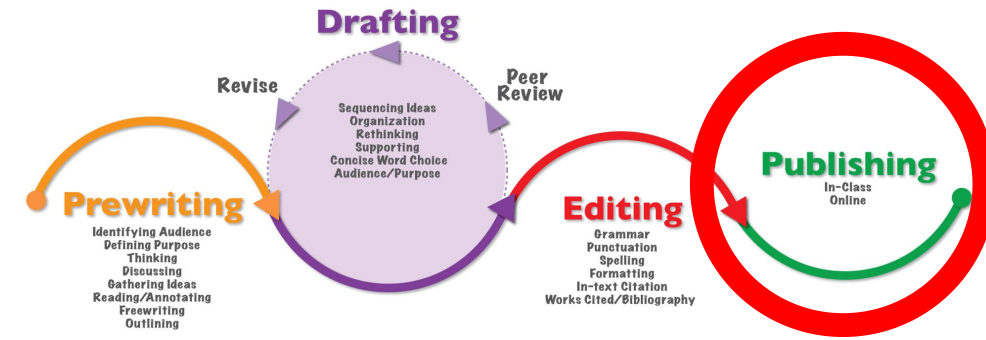 Drafting
Revise
Peer
Review
Sequencing Ideas
Organization
Rethinking
Supporting
Concise Word Choice
Audience/Purpose
Prewriting
Identifying Audience
Defining Purpose
Thinking
Discussing
Gathering Ideas
Reading/Annotating
Freewriting
Outlining
Editing
Grammar
Punctuation
Spelling
Formatting
In-text Citation
Works Cited/Bibliography
Publishing
In-Class
Online